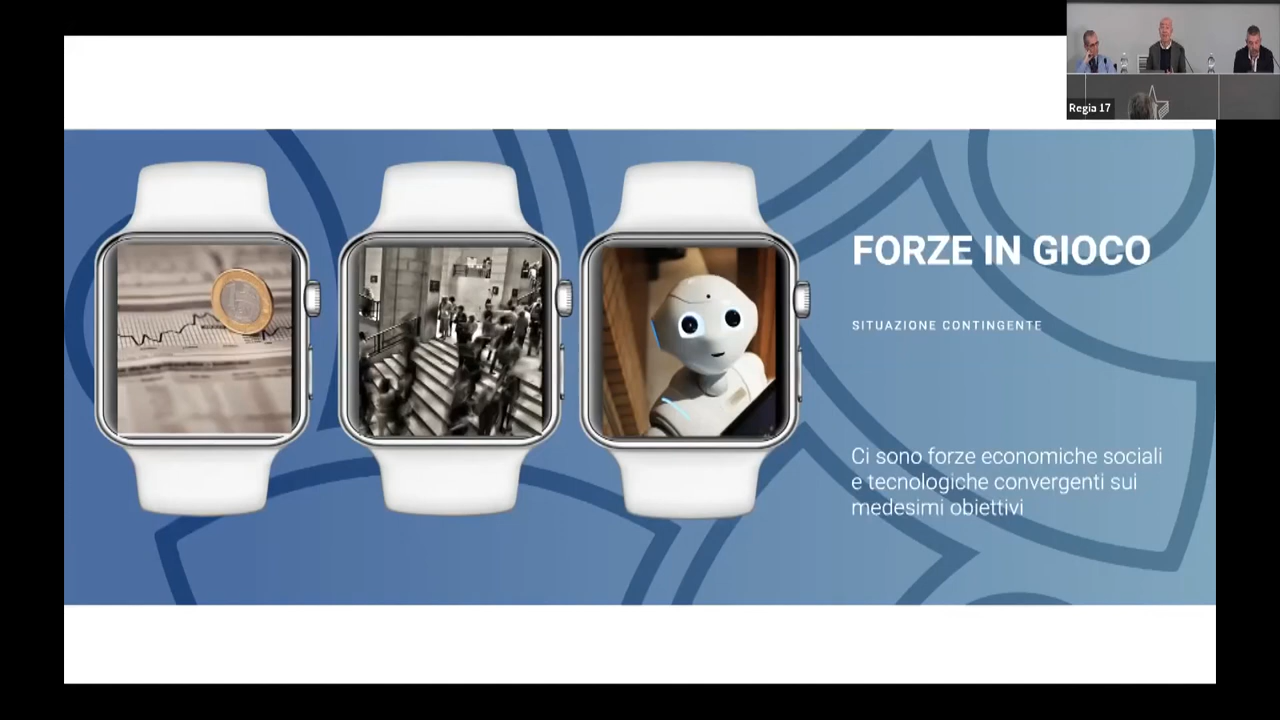 Regia 17
FORZE IN GIOCO
SITUAZIONE CONTINGENTE
Ci sono forze economiche sociali
e tecnologiche convergenti sui
medesimi obiettivi